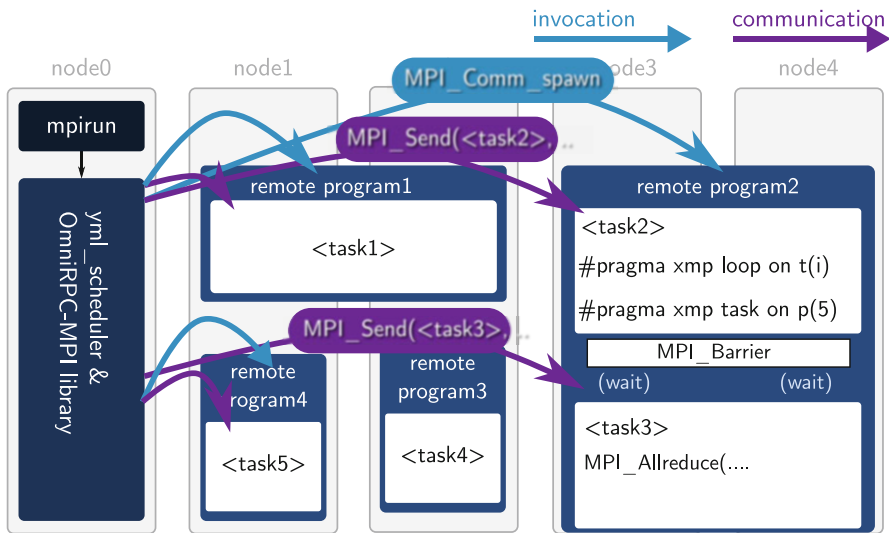 invocation
communication
node0
node1
node3
node4
MPI_Comm_spawn
mpirun
MPI_Send(<task2>, ..
remote program1
remote program2
<task1>
<task2>
#pragma xmp loop on t(i)
#pragma xmp task on p(5)
yml_scheduler &
OmniRPC-MPI library
MPI_Send(<task3>, ..
MPI_Barrier
(wait)
(wait)
remote
rogram4
remote
program3
<task5>
<task4>
<task3>
MPI_Allreduce(....